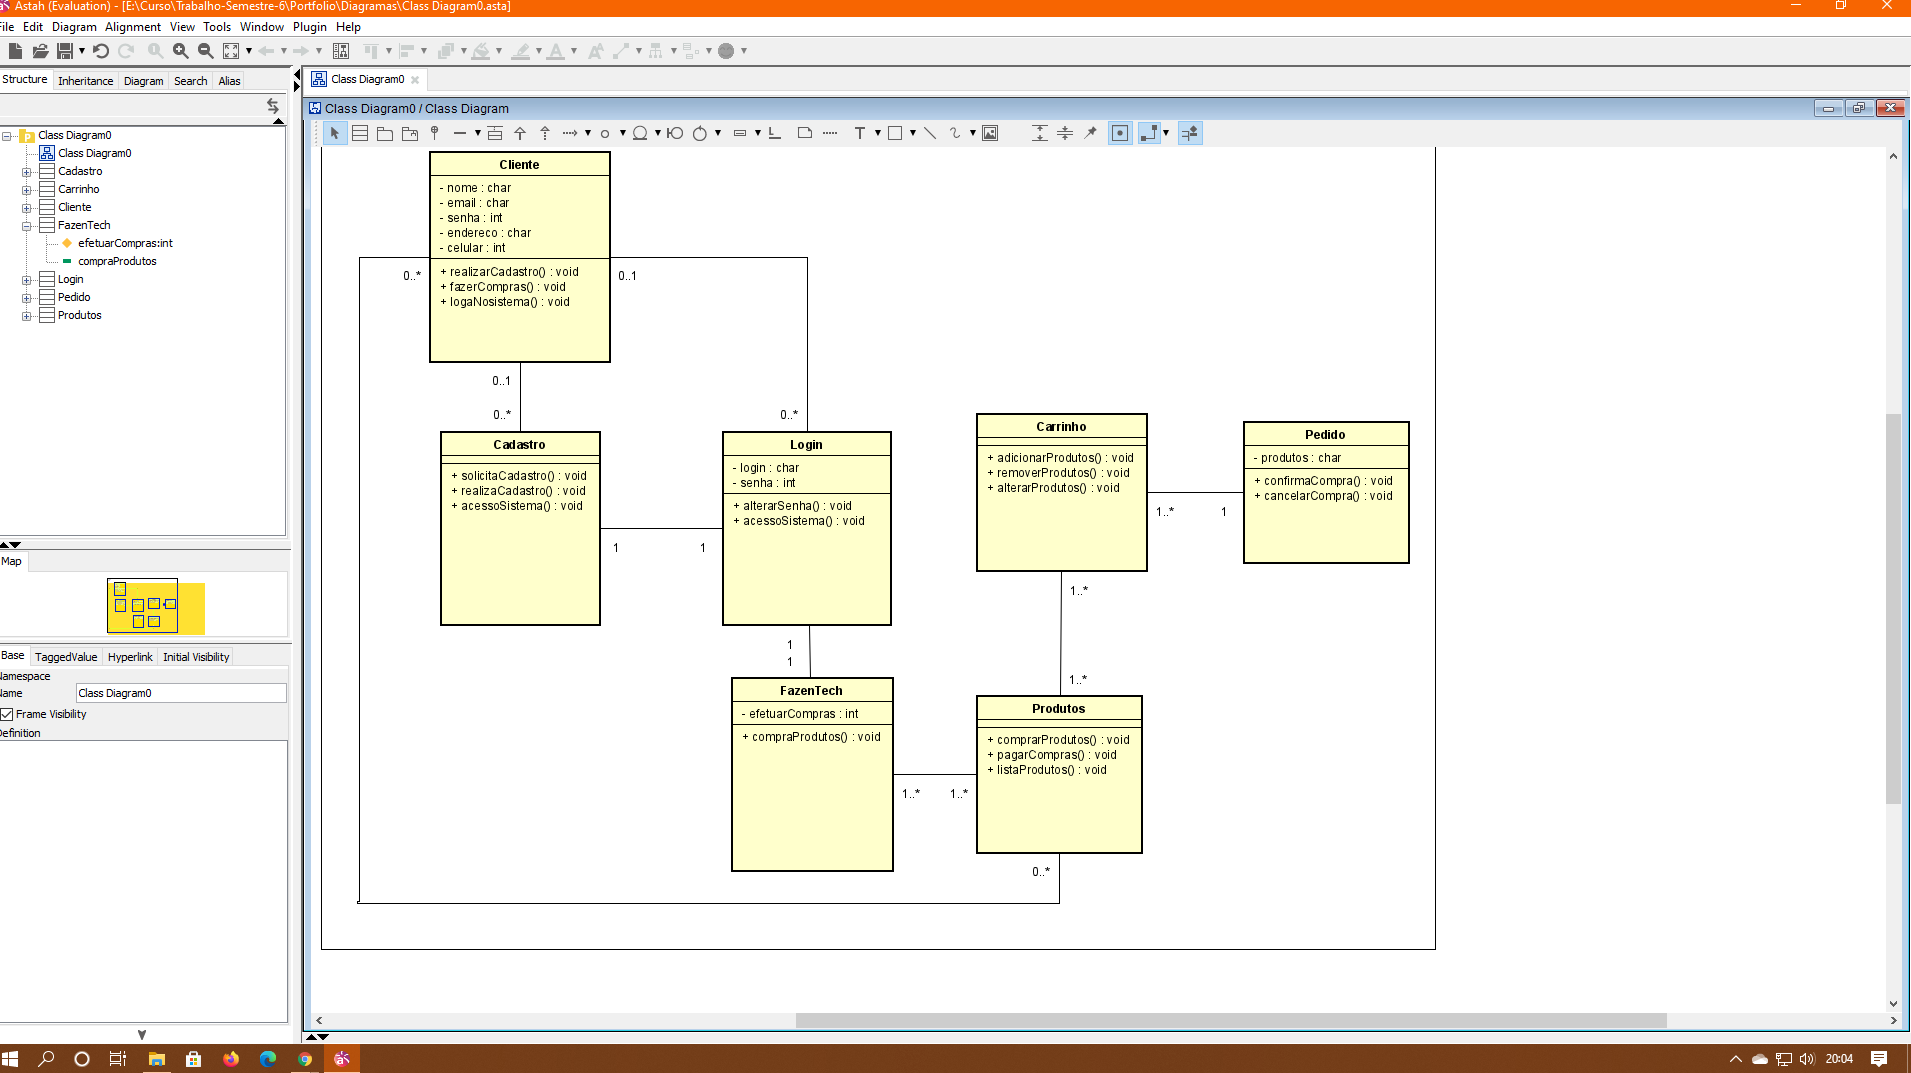 Astah (Evaluation) - [E:\Curso\Trabalho-Semestre-6\Portfolio\Diagramas\Class Diagram0.asta]
File Edit Diagram Alignment View Tools Window Plugin Help
Structure Inheritance Diagram Search Alias
Class Diagram0
Class Diagram0
Cadastro
Carrinho
Cliente
FazenTech
efetuarCompras:int
compraProdutos
Login
Pedido
Produtos
Map
Base TaggedValue Hyperlink Initial Visibility
Namespace
Name Class Diagram0
Frame Visibility
Definition
Class Diagram0
Class Diagram0 / Class Diagram
T
Cliente
- nome : char
- email : char
- senha : int
- endereco : char
- celular : int
+ realizarCadastro() : void
+ fazerCompras() : void
+ logaNosistema() : void
0..*
0..1
0..1
0..*
0..*
Cadastro
+ solicitaCadastro() : void
+ realizaCadastro() : void
+ acessoSistema() : void
1 1
Login
- login : char
- senha : int
+ alterarSenha() : void
+ acessoSistema() : void
1
1
Carrinho
+ adicionarProdutos() : void
+ removerProdutos() : void
+ alterarProdutos() : void
1..* 1
Pedido
- produtos : char
+ confirmaCompra() : void
+ cancelarCompra() : void
1..*
1..*
FazenTech
- efetuarCompras : int
+ compraProdutos() : void
1..* 1..*
Produtos
+ comprarProdutos() : void
+ pagarCompras() : void
+ listaProdutos() : void
0..*
20:04